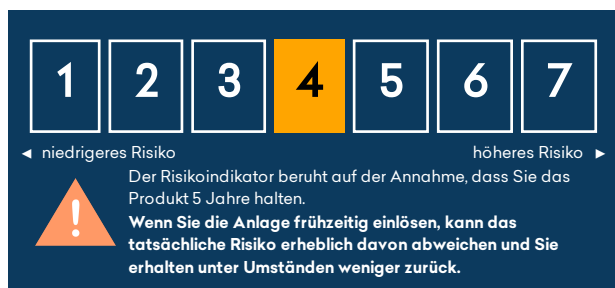 1 2 3 4 5 6 7
◄ niedrigeres Risiko höheres Risiko ►
Der Risikoindikator beruht auf der Annahme, dass Sie das
Produkt 5 Jahre halten.
Wenn Sie die Anlage frühzeitig einlösen, kann das
tatsächliche Risiko erheblich davon abweichen und Sie
erhalten unter Umständen weniger zurück.
!